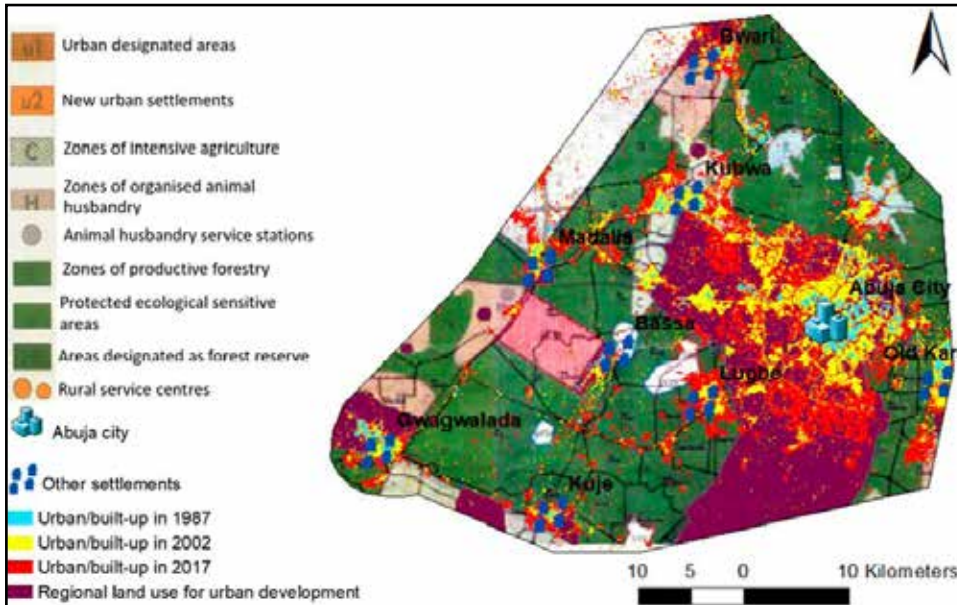 u1 Urban designated areas
u2 New urban settlements
C Zones of intensive agriculture
H Zones of organised animal
husbandry
Animal husbandry service stations
Zones of productive forestry
Protected ecological sensitive
areas
Areas designated as forest reserve
Rural service centres
Abuja city
Other settlements
Urban/built-up in 1987
Urban/built-up in 2002
Urban/built-up in 2017
Regional land use for urban development
Bwari
Kubwa
Madalla
Abuja City
Bassa
Old Kar
Lugbe
Gwagwalada
Kuje
10 5 0 10 Kilometers